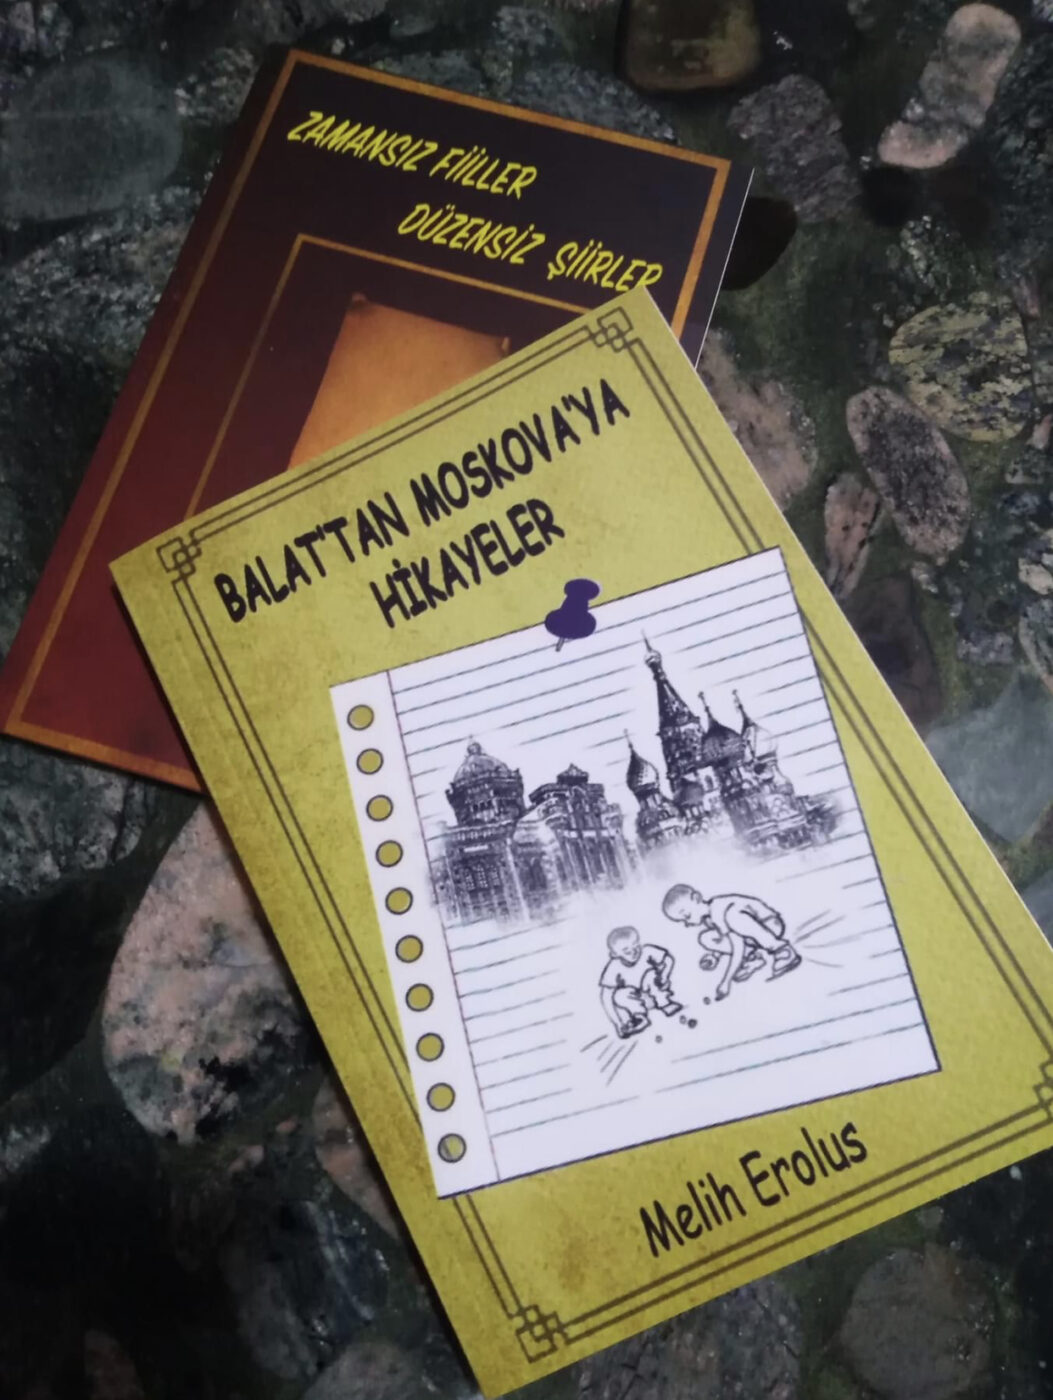 ZAMANSIZ FİİLLER
DÜZENSİZ ŞİİRLER
BALAT'TAN MOSKOVA'YA
HİKAYELER
Melih Erolus